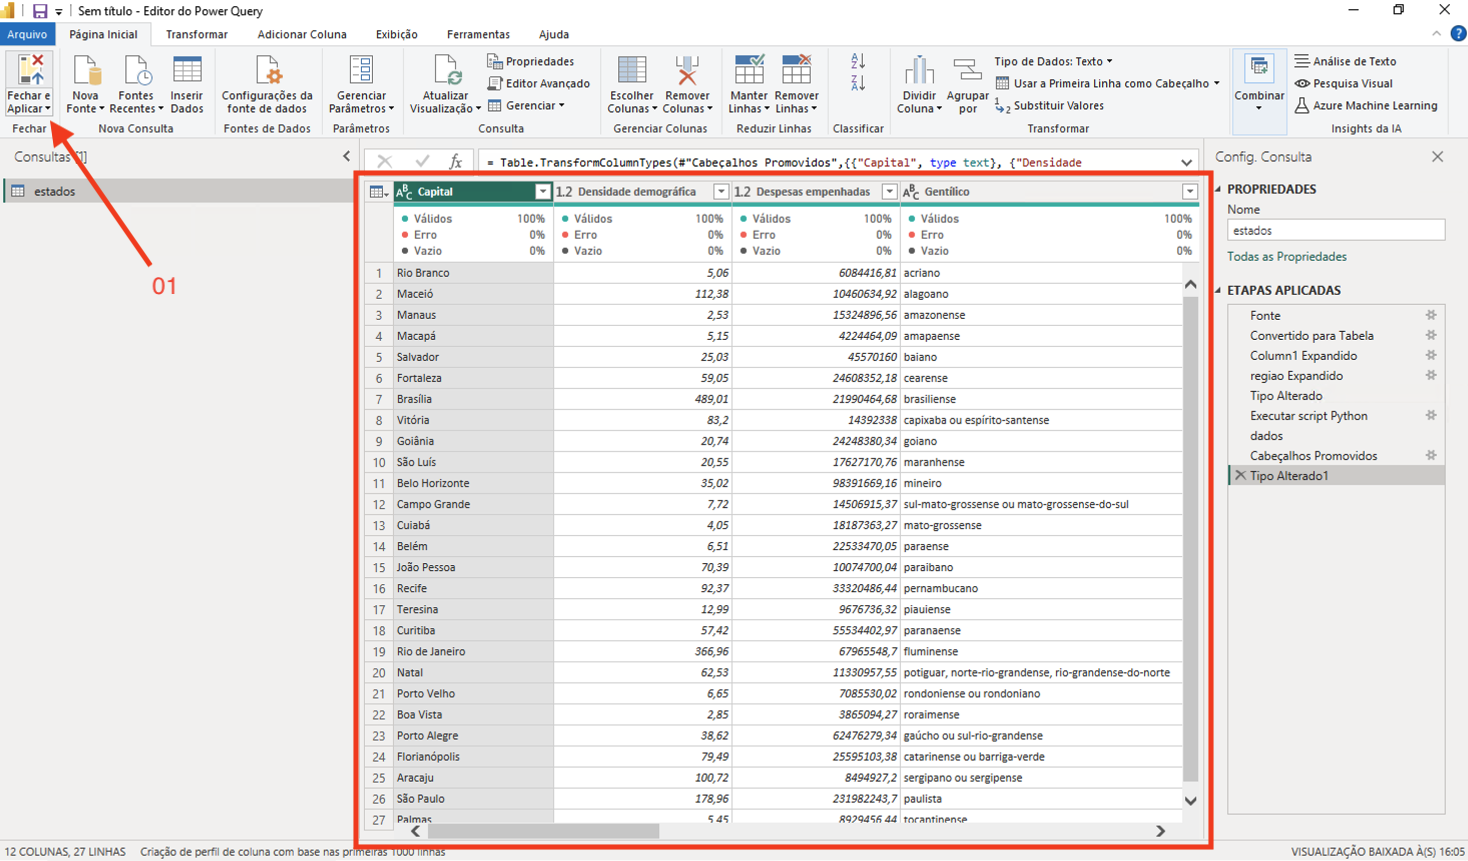 Sem título - Editor do Power Query
Arquivo Página Inicial Transformar Adicionar Coluna Exibição Ferramentas Ajuda
Fechar e Aplicar
Fechar
Nova Fonte
Fontes Recentes
Inserir Dados
Nova Consulta
Configurações da fonte de dados
Fontes de Dados
Gerenciar Parâmetros
Parâmetros
Atualizar Visualização
Propriedades
Editor Avançado
Gerenciar
Consulta
Escolher Colunas
Remover Colunas
Gerenciar Colunas
Manter Linhas
Remover Linhas
Reduzir Linhas
Classificar
Dividir Coluna
Agrupar por
Tipo de Dados: Texto
Usar a Primeira Linha como Cabeçalho
Substituir Valores
Transformar
Combinar
Análise de Texto
Pesquisa Visual
Azure Machine Learning
Insights da IA
Consultas [1]
estados
01
= Table.TransformColumnTypes(#"Cabeçalhos Promovidos",{{"Capital", type text}, {"Densidade
Capital 1.2 Densidade demográfica 1.2 Despesas empenhadas Gentílico
Válidos 100% Válidos 100% Válidos 100% Válidos 100%
Erro 0% Erro 0% Erro 0% Erro 0%
Vazio 0% Vazio 0% Vazio 0% Vazio 0%
1 Rio Branco 5,06 6084416,81 acriano
2 Maceió 112,38 10460634,92 alagoano
3 Manaus 2,53 15324896,56 amazonense
4 Macapá 5,15 4224464,09 amapaense
5 Salvador 25,03 45570160 baiano
6 Fortaleza 59,05 24608352,18 cearense
7 Brasília 489,01 21990464,68 brasiliense
8 Vitória 83,2 14392338 capixaba ou espírito-santense
9 Goiânia 20,74 24248380,34 goiano
10 São Luís 20,55 17627170,76 maranhense
11 Belo Horizonte 35,02 98391669,16 mineiro
12 Campo Grande 7,72 14506915,37 sul-mato-grossense ou mato-grossense-do-sul
13 Cuiabá 4,05 18187363,27 mato-grossense
14 Belém 6,51 22533470,05 paraense
15 João Pessoa 70,39 10074700,04 paraibano
16 Recife 92,37 33320486,44 pernambucano
17 Teresina 12,99 9676736,32 piauiense
18 Curitiba 57,42 55534402,97 paranaense
19 Rio de Janeiro 366,96 67965548,7 fluminense
20 Natal 62,53 11330957,55 potiguar, norte-rio-grandense, rio-grandense-do-norte
21 Porto Velho 6,65 7085530,02 rondoniense ou rondoniano
22 Boa Vista 2,85 3865094,27 roraimense
23 Porto Alegre 38,62 62476279,34 gaúcho ou sul-rio-grandense
24 Florianópolis 79,49 25595103,38 catarinense ou barriga-verde
25 Aracaju 100,72 8494927,2 sergipano ou sergipense
26 São Paulo 178,96 231982243,7 paulista
27 Palmas 5,45 8929456,44 tocantinense
Config. Consulta
PROPRIEDADES
Nome
estados
Todas as Propriedades
ETAPAS APLICADAS
Fonte
Convertido para Tabela
Column1 Expandido
regiao Expandido
Tipo Alterado
Executar script Python
dados
Cabeçalhos Promovidos
Tipo Alterado1
12 COLUNAS, 27 LINHAS Criação de perfil de coluna com base nas primeiras 1000 linhas VISUALIZAÇÃO BAIXADA À(S) 16:05